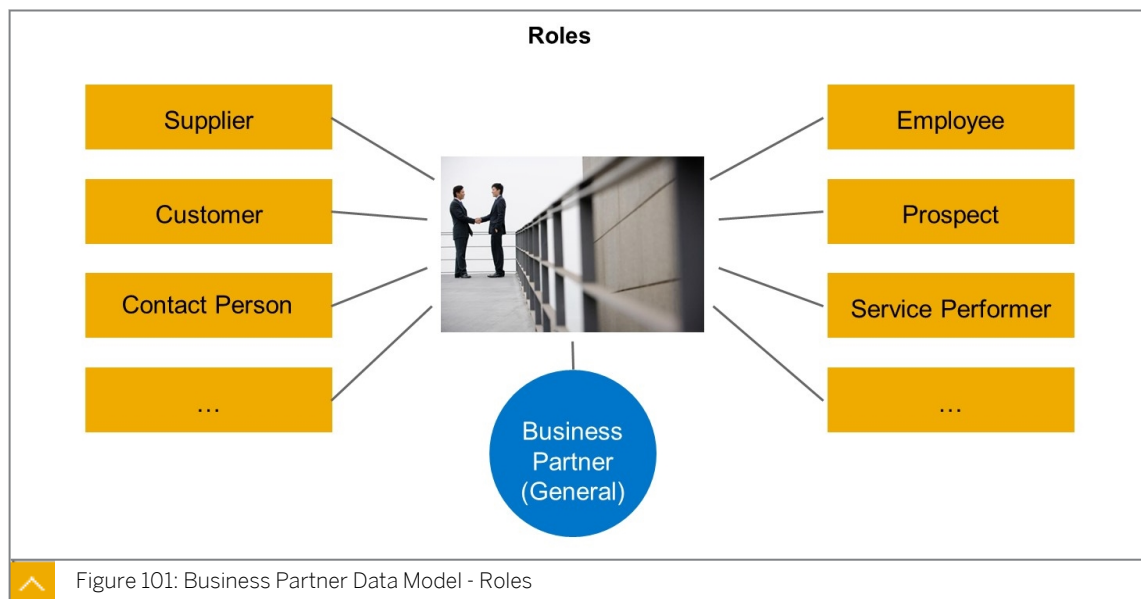 Roles
Supplier
Customer
Contact Person
…
Employee
Prospect
Service Performer
…
Business
Partner
(General)
Figure 101: Business Partner Data Model - Roles